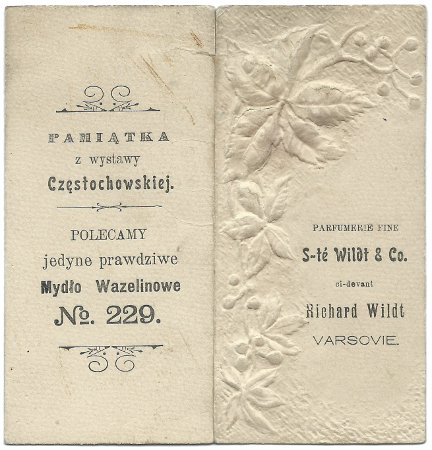 PAMIĄTKA
z wystawy
Częstochowskiej.
POLECAMY
jedyne prawdziwe
Mydło Wazelinowe
No. 229.
PARFUMERIE FINE
S-té Wildt & Co.
ci-devant
Richard Wildt
VARSOVIE.